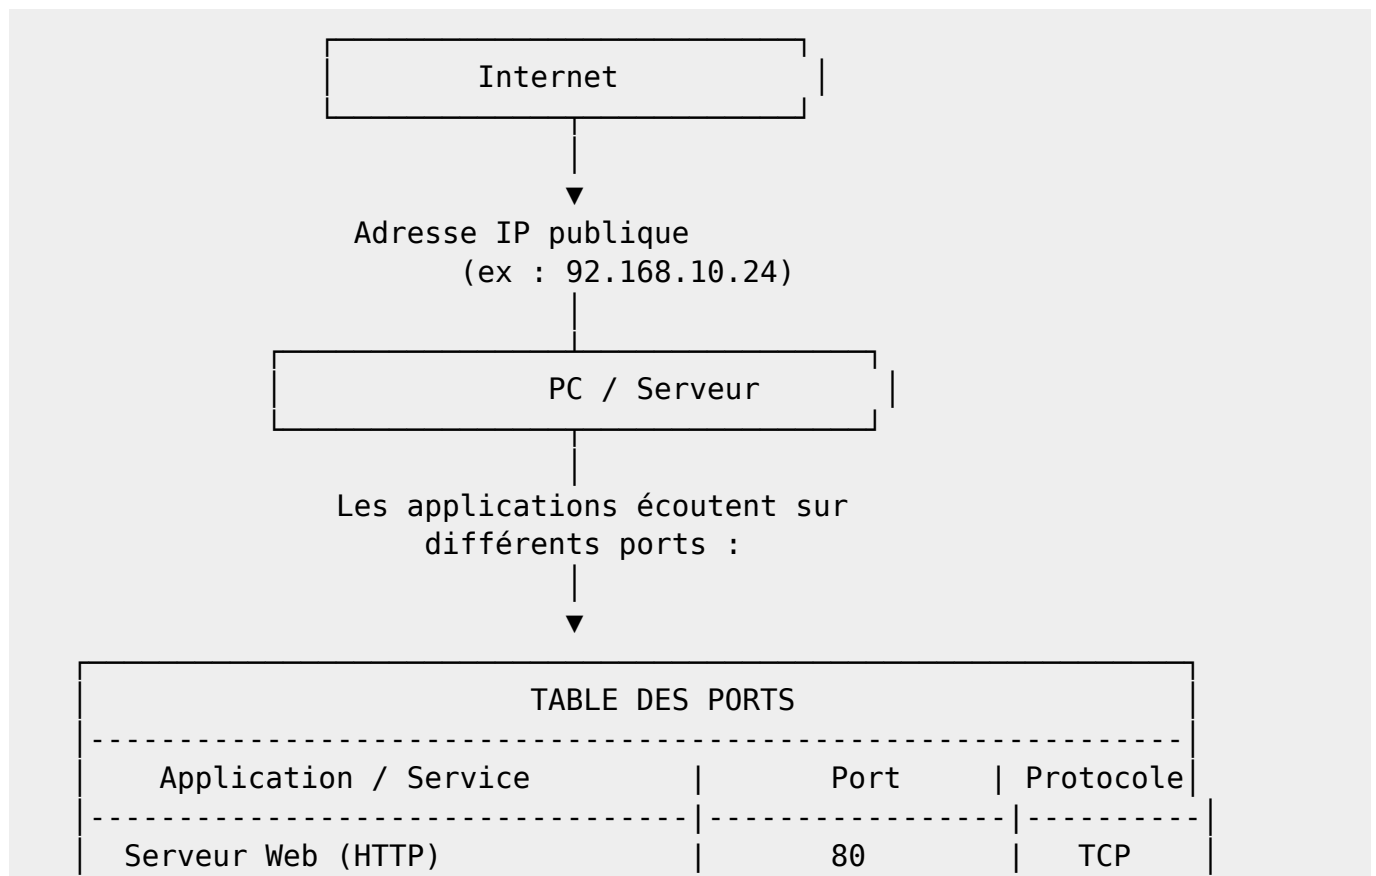 Internet
Adresse IP publique
(ex : 92.168.10.24)
PC / Serveur
Les applications écoutent sur
différents ports :
TABLE DES PORTS
|--------------------------------------------------------------|
Application / Service | Port | Protocole|
|----------------------------------|-----------------|----------|
Serveur Web (HTTP) | 80 | TCP |